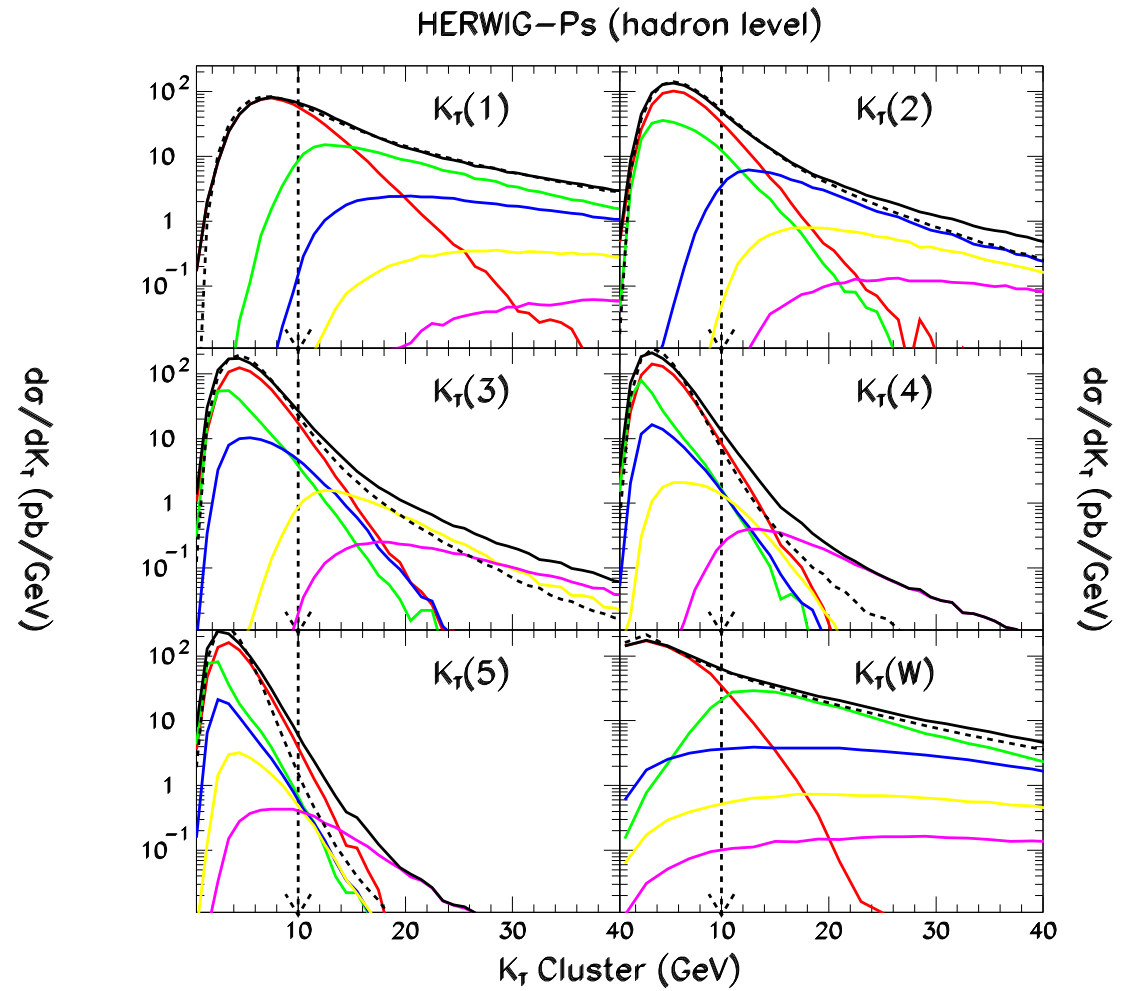 HERWIG-Ps (hadron level)
10²
10
1
10⁻¹
K_T(1)
K_T(2)
10²
10
1
10⁻¹
K_T(3)
K_T(4)
10²
10
1
10⁻¹
K_T(5)
K_T(W)
10
20
30
40
10
20
30
40
K_T Cluster (GeV)
dσ/dK_T (pb/GeV)
dσ/dK_T (pb/GeV)